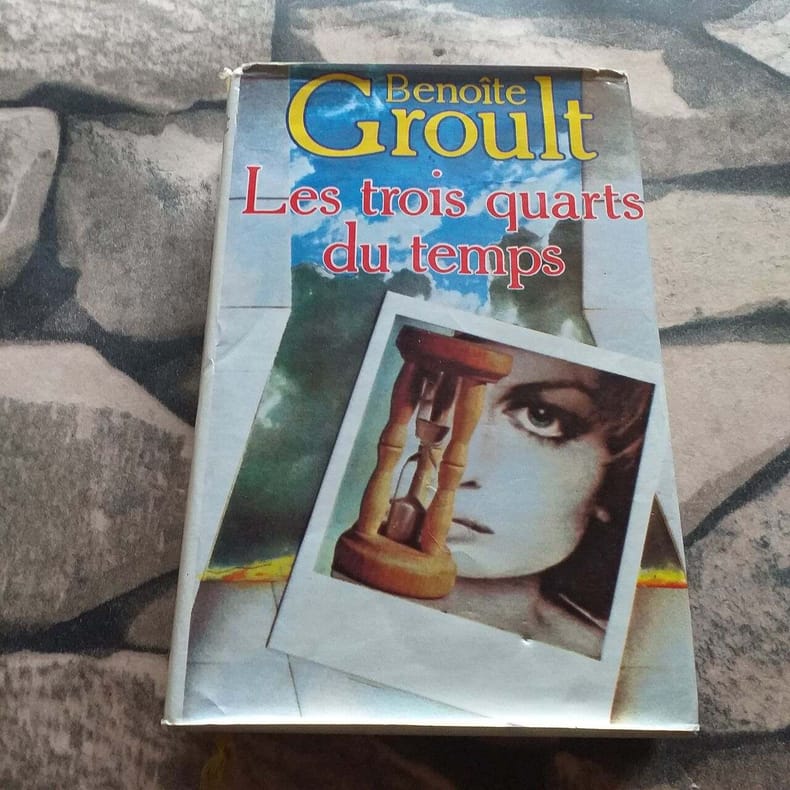 Benoîte
Groult
Les trois quarts
du temps